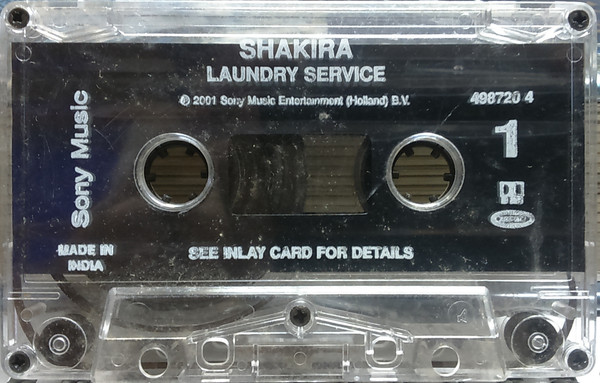 SHAKIRA
LAUNDRY SERVICE
℗ 2001 Sony Music Entertainment (Holland) B.V.
498720 4
1
Sony Music
MADE IN
INDIA
SEE INLAY CARD FOR DETAILS